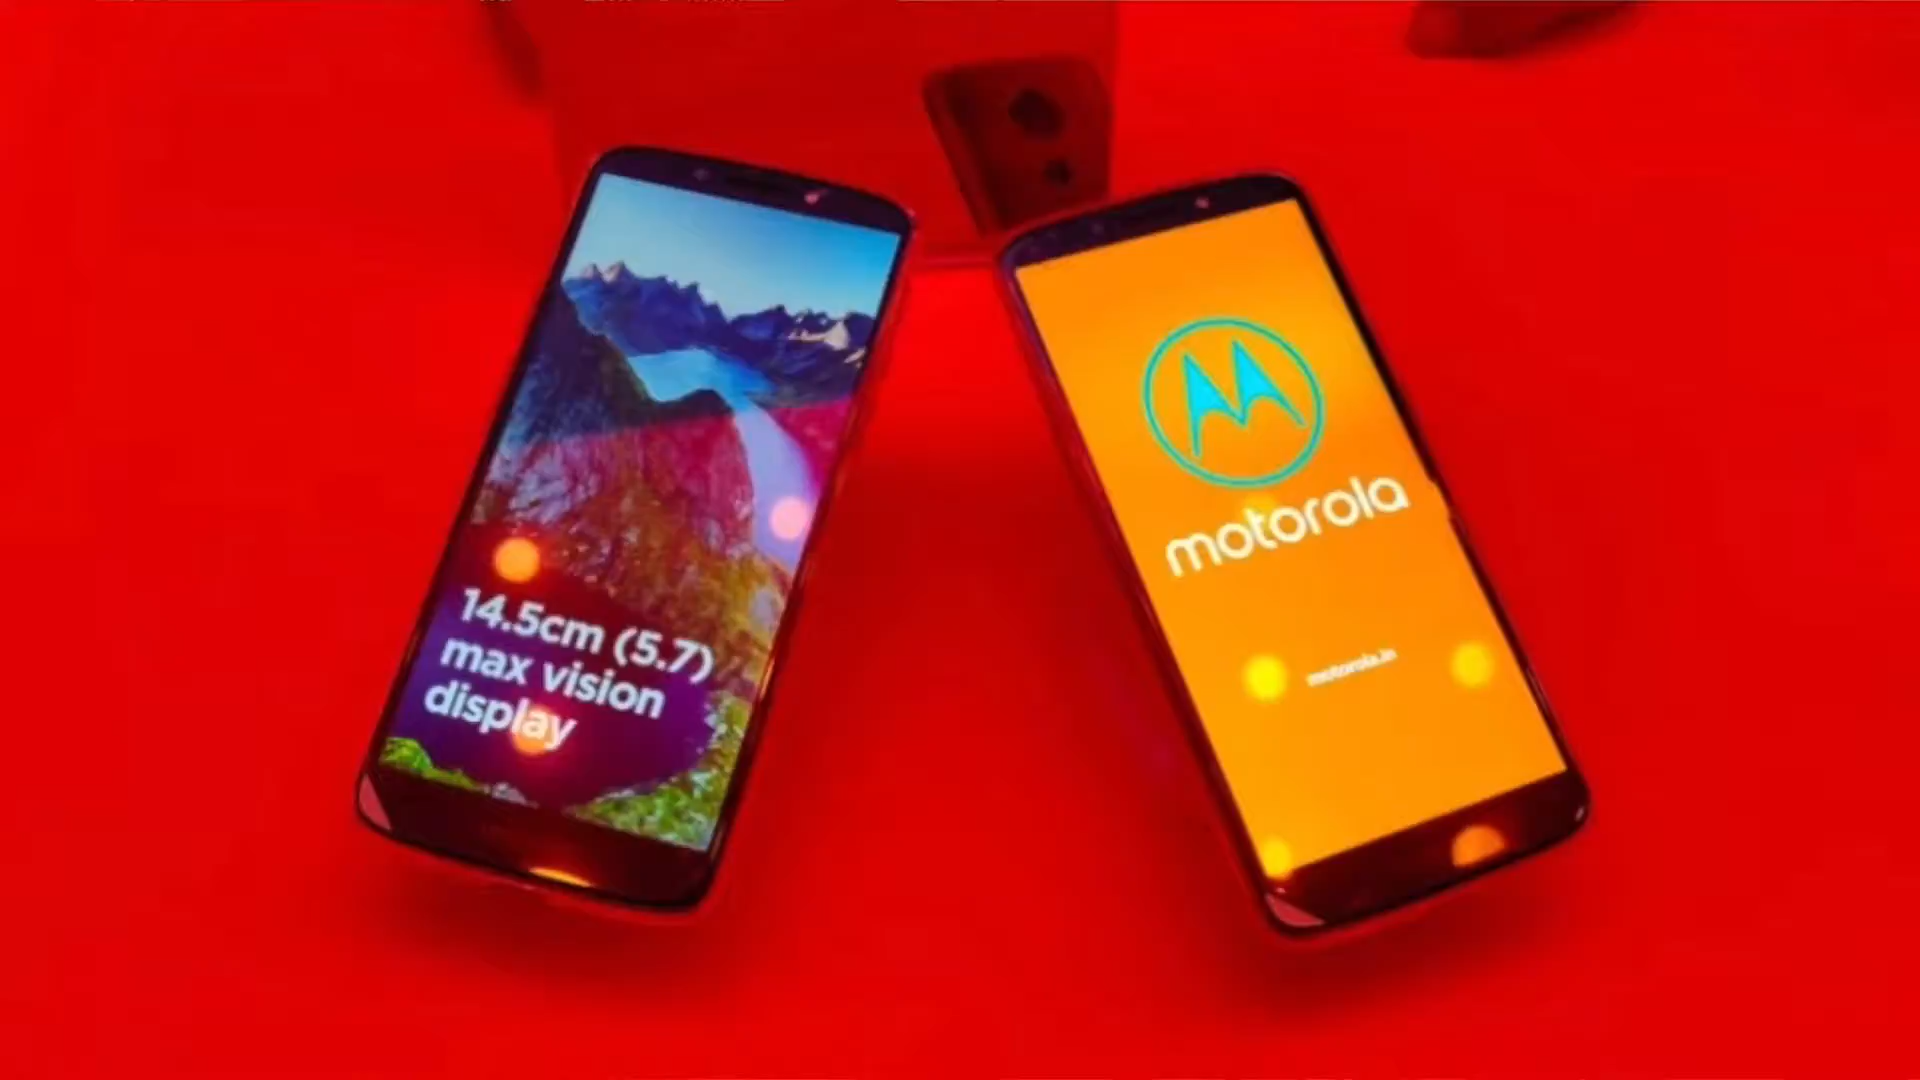 14.5cm (5.7)
max vision
display
motorola
motorola.in